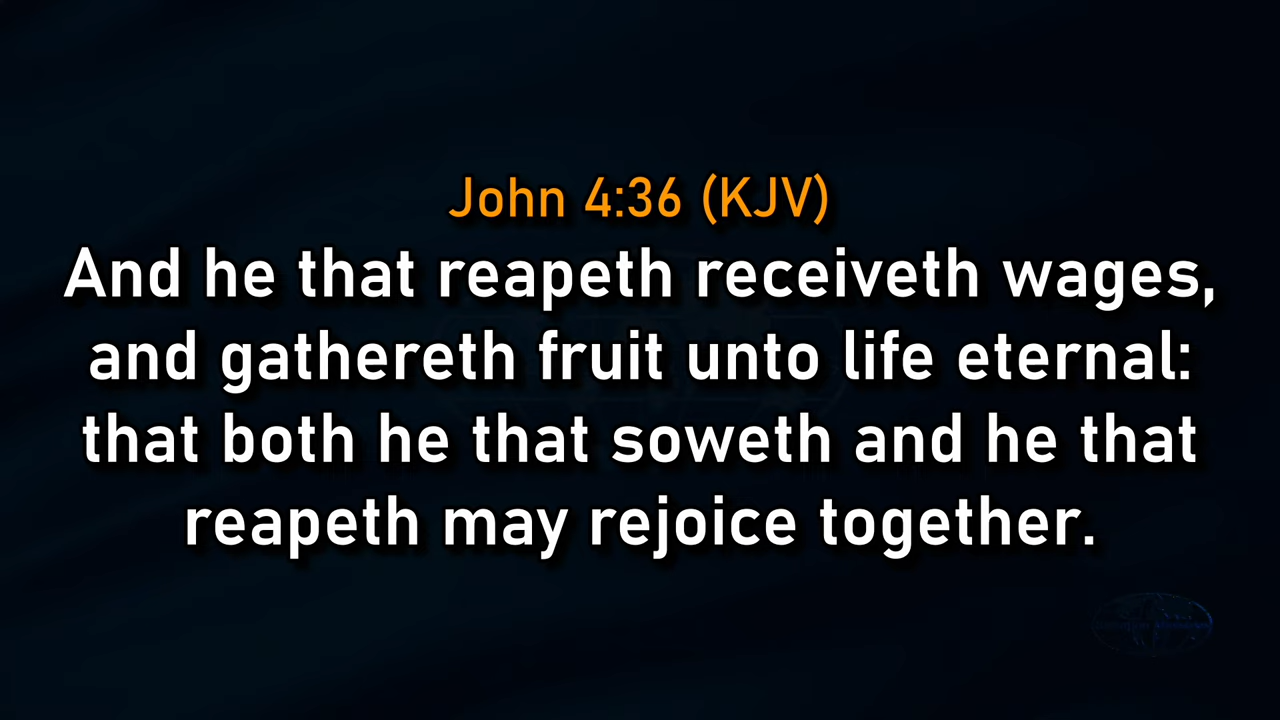 John 4:36 (KJV)
And he that reapeth receiveth wages,
and gathereth fruit unto life eternal:
that both he that soweth and he that
reapeth may rejoice together.